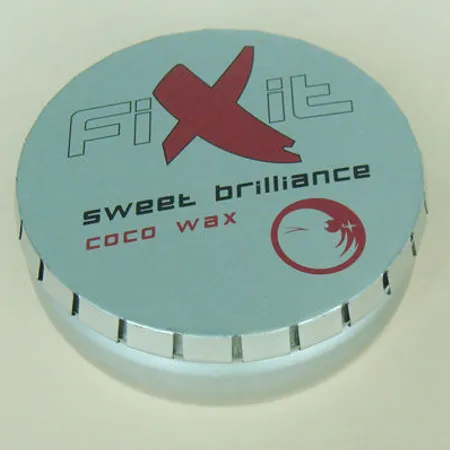 FiXit
sweet brilliance
coco wax